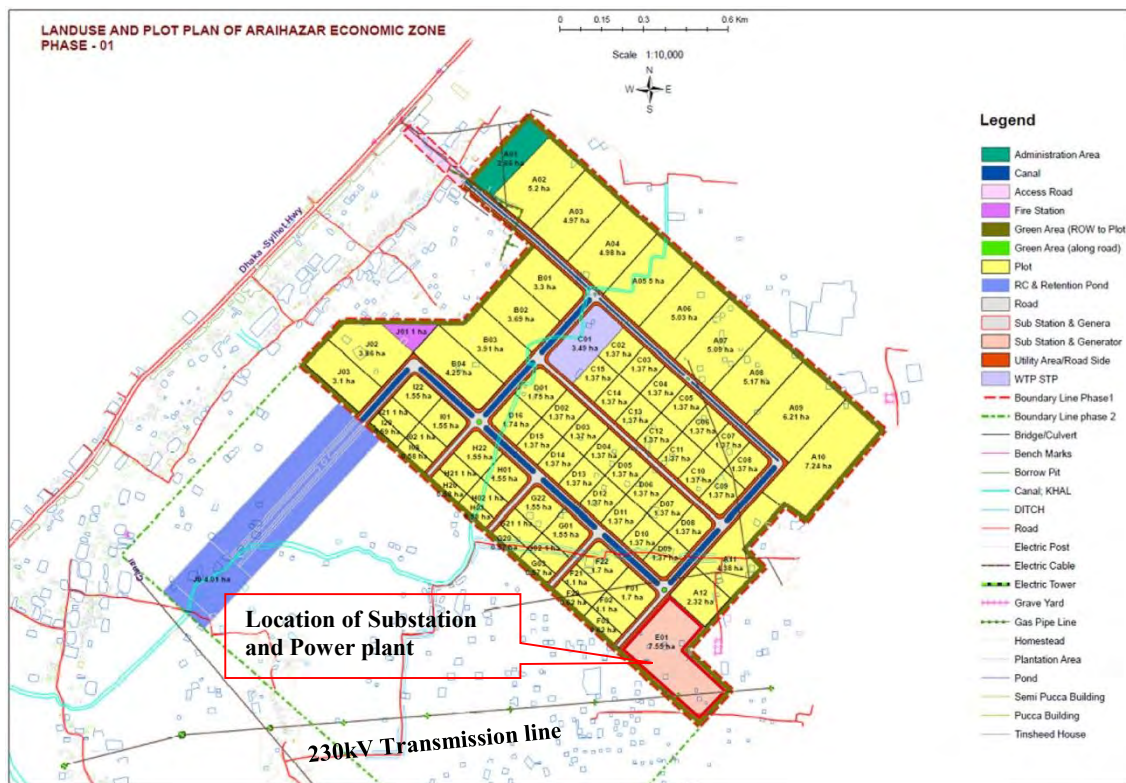 LANDUSE AND PLOT PLAN OF ARAIHAZAR ECONOMIC ZONE
PHASE - 01
0 0.15 0.3 0.6 Km
Scale 1:10,000
N
W E
S
Dhaka -Sylhet Hwy
A01
A02
5.2 ha
A03
4.97 ha
A04
4.98 ha
A05 5 ha
A06
5.03 ha
A07
5.09 ha
A08
5.17 ha
A09
6.21 ha
A10
7.24 ha
A11
A12
2.32 ha
B01
3.3 ha
B02
3.69 ha
B03
3.91 ha
B04
4.25 ha
C01
3.49 ha
C02
1.37 ha
C03
1.37 ha
C04
1.37 ha
C05
1.37 ha
C06
1.37 ha
C07
1.37 ha
C08
1.37 ha
C09
1.37 ha
C10
1.37 ha
C11
1.37 ha
C12
1.37 ha
C13
1.37 ha
C14
1.37 ha
C15
1.37 ha
D01
1.75 ha
D02
1.37 ha
D03
1.37 ha
D04
1.37 ha
D05
1.37 ha
D06
1.37 ha
D07
1.37 ha
D08
1.37 ha
D09
1.37 ha
D10
1.37 ha
D11
1.37 ha
D12
1.37 ha
D13
1.37 ha
D14
1.37 ha
D15
1.37 ha
D16
1.74 ha
J01 1 ha
J02
3.86 ha
J03
3.1 ha
I22
1.55 ha
I01
1.55 ha
I21 1 ha
I02 1 ha
H22
1.55 ha
H01
1.55 ha
H21 1 ha
H02 1 ha
G22
1.55 ha
G01
1.55 ha
G21 1 ha
F22
1.7 ha
F01
1.7 ha
F21
1.1 ha
F02
1.1 ha
E01
7.55 ha
J0 4.01 ha
Canal
Location of Substation
and Power plant
230kV Transmission line
Legend
Administration Area
Canal
Access Road
Fire Station
Green Area (ROW to Plot
Green Area (along road)
Plot
RC & Retention Pond
Road
Sub Station & Genera
Sub Station & Generator
Utility Area/Road Side
WTP STP
Boundary Line Phase1
Boundary Line phase 2
Bridge/Culvert
Bench Marks
Borrow Pit
Canal; KHAL
DITCH
Road
Electric Post
Electric Cable
Electric Tower
Grave Yard
Gas Pipe Line
Homestead
Plantation Area
Pond
Semi Pucca Building
Pucca Building
Tinsheed House